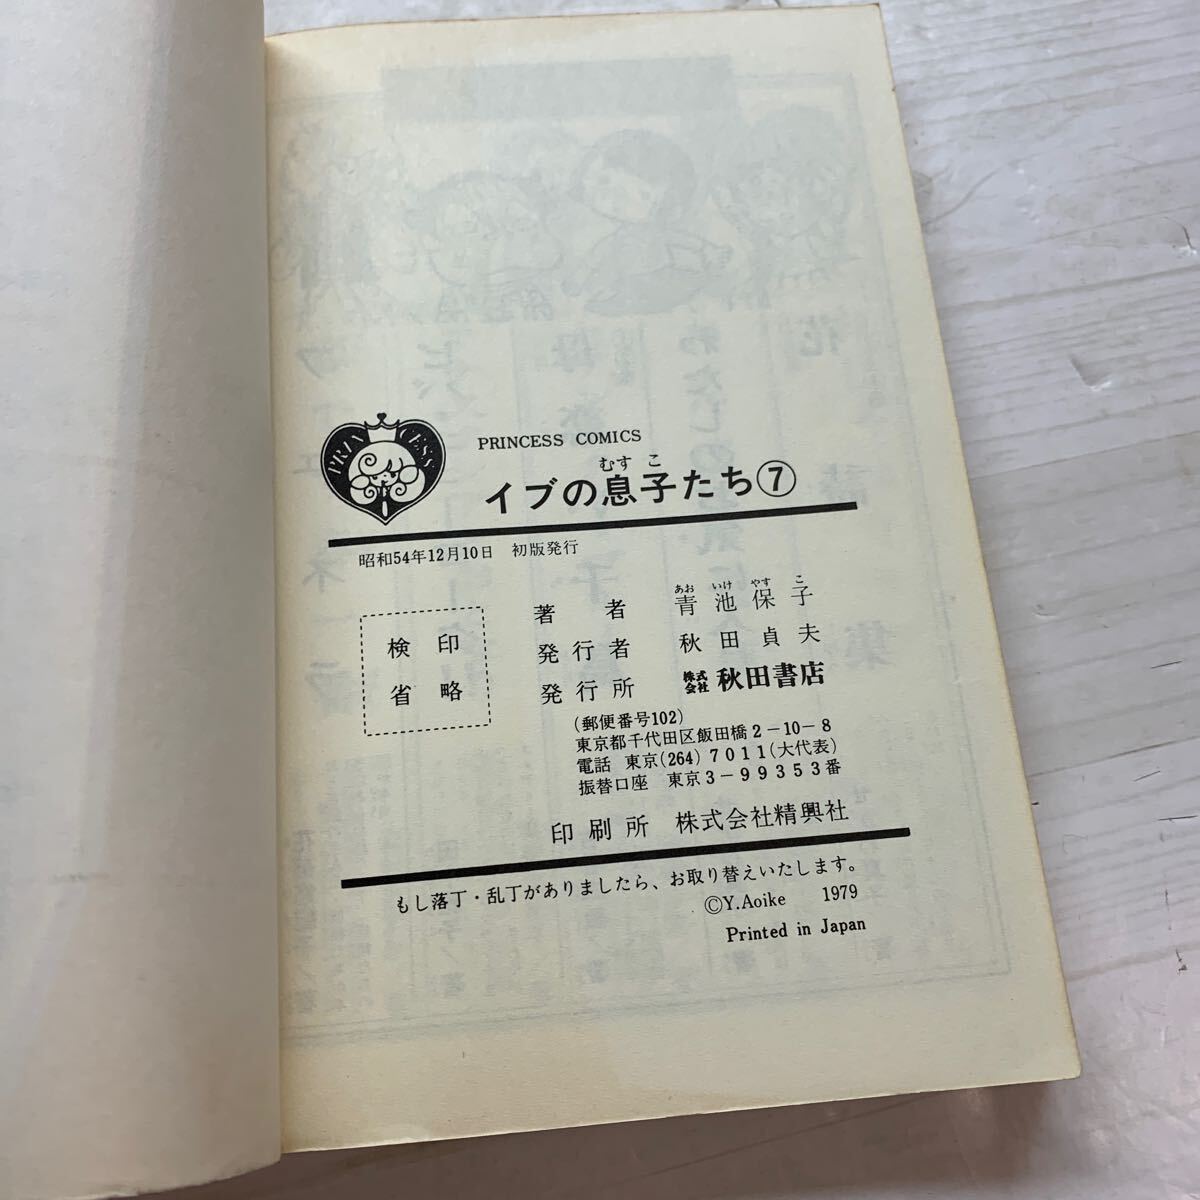 PRINCESS
PRINCESS COMICS
むすこ
イブの息子たち⑦
昭和54年12月10日 初版発行
検印
省略
あおいけやすこ
著者 青池保子
発行者 秋田貞夫
発行所 株式会社 秋田書店
(郵便番号102)
東京都千代田区飯田橋2-10-8
電話 東京(264)7011(大代表)
振替口座 東京3-99353番
印刷所 株式会社精興社
もし落丁・乱丁がありましたら、お取り替えいたします。
©Y.Aoike 1979
Printed in Japan